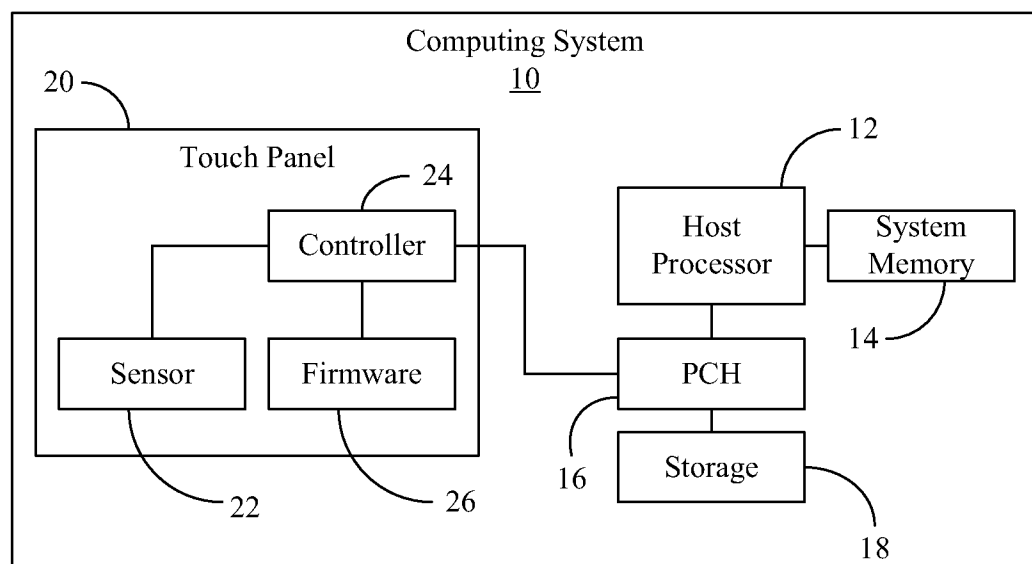 Computing System
10
20
Touch Panel
24
Controller
Sensor
Firmware
22
26
12
Host
Processor
System
Memory
14
PCH
16
Storage
18